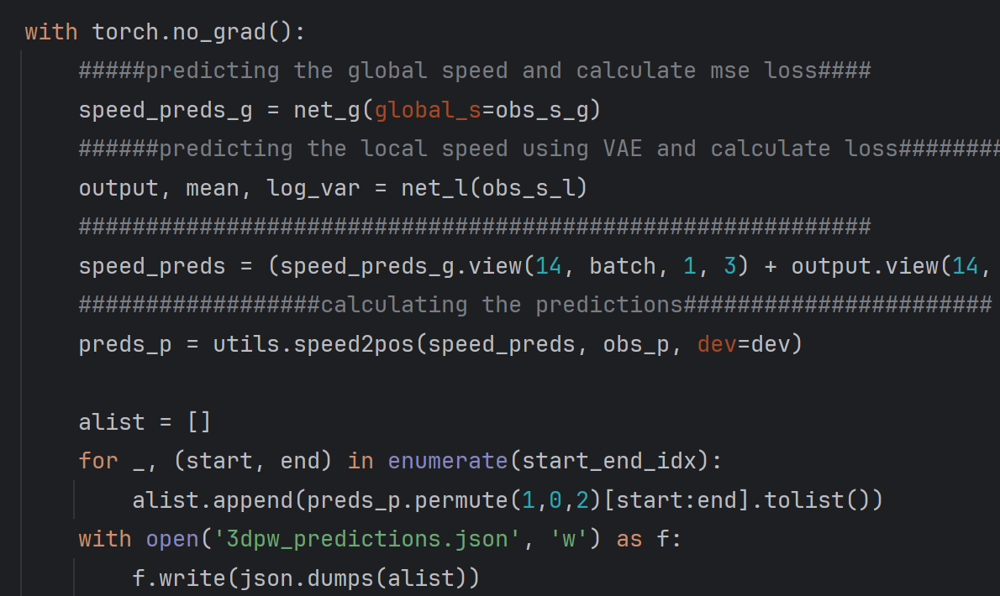 with torch.no_grad():
#####predicting the global speed and calculate mse loss####
speed_preds_g = net_g(global_s=obs_s_g)
######predicting the local speed using VAE and calculate loss########
output, mean, log_var = net_l(obs_s_l)
###########################################################
speed_preds = (speed_preds_g.view(14, batch, 1, 3) + output.view(14,
##################calculating the predictions#######################
preds_p = utils.speed2pos(speed_preds, obs_p, dev=dev)
alist = []
for _, (start, end) in enumerate(start_end_idx):
alist.append(preds_p.permute(1,0,2)[start:end].tolist())
with open('3dpw_predictions.json', 'w') as f:
f.write(json.dumps(alist))